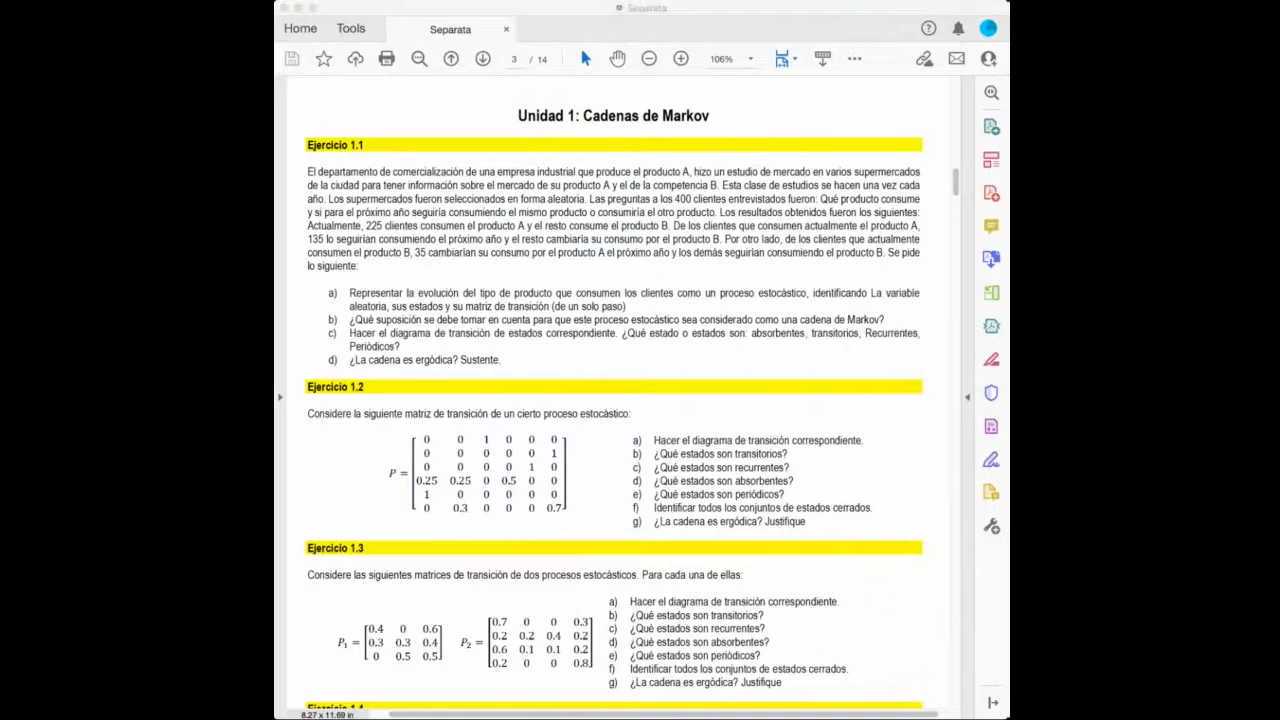 Separata
Home Tools Separata ×
3 / 14 106%
Unidad 1: Cadenas de Markov
Ejercicio 1.1
El departamento de comercialización de una empresa industrial que produce el producto A, hizo un estudio de mercado en varios supermercados
de la ciudad para tener información sobre el mercado de su producto A y el de la competencia B. Esta clase de estudios se hacen una vez cada
año. Los supermercados fueron seleccionados en forma aleatoria. Las preguntas a los 400 clientes entrevistados fueron: Qué producto consume
y si para el próximo año seguiría consumiendo el mismo producto o consumiría el otro producto. Los resultados obtenidos fueron los siguientes:
Actualmente, 225 clientes consumen el producto A y el resto consume el producto B. De los clientes que consumen actualmente el producto A,
135 lo seguirían consumiendo el próximo año y el resto cambiaría su consumo por el producto B. Por otro lado, de los clientes que actualmente
consumen el producto B, 35 cambiarían su consumo por el producto A el próximo año y los demás seguirían consumiendo el producto B. Se pide
lo siguiente:
a) Representar la evolución del tipo de producto que consumen los clientes como un proceso estocástico, identificando La variable
aleatoria, sus estados y su matriz de transición (de un solo paso)
b) ¿Qué suposición se debe tomar en cuenta para que este proceso estocástico sea considerado como una cadena de Markov?
c) Hacer el diagrama de transición de estados correspondiente. ¿Qué estado o estados son: absorbentes, transitorios, Recurrentes,
Periódicos?
d) ¿La cadena es ergódica? Sustente.
Ejercicio 1.2
Considere la siguiente matriz de transición de un cierto proceso estocástico:
P =
0 0 1 0 0 0
0 0 0 0 0 1
0 0 0 0 1 0
0.25 0.25 0 0.5 0 0
1 0 0 0 0 0
0 0.3 0 0 0 0.7
a) Hacer el diagrama de transición correspondiente.
b) ¿Qué estados son transitorios?
c) ¿Qué estados son recurrentes?
d) ¿Qué estados son absorbentes?
e) ¿Qué estados son periódicos?
f) Identificar todos los conjuntos de estados cerrados.
g) ¿La cadena es ergódica? Justifique
Ejercicio 1.3
Considere las siguientes matrices de transición de dos procesos estocásticos. Para cada una de ellas:
P₁ =
0.4 0 0.6
0.3 0.3 0.4
0 0.5 0.5
P₂ =
0.7 0 0 0.3
0.2 0.2 0.4 0.2
0.6 0.1 0.1 0.2
0.2 0 0 0.8
a) Hacer el diagrama de transición correspondiente.
b) ¿Qué estados son transitorios?
c) ¿Qué estados son recurrentes?
d) ¿Qué estados son absorbentes?
e) ¿Qué estados son periódicos?
f) Identificar todos los conjuntos de estados cerrados.
g) ¿La cadena es ergódica? Justifique
Ejercicio 1.4
8.27 x 11.69 in